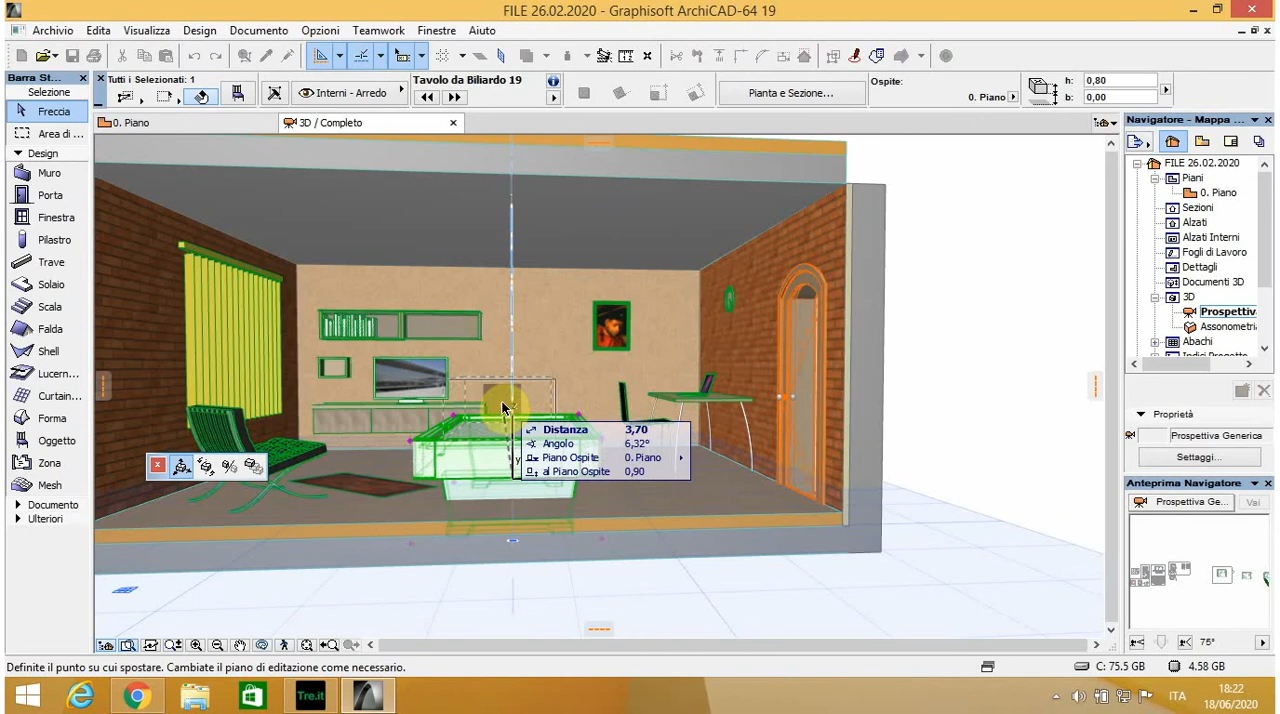 FILE 26.02.2020 - Graphisoft ArchiCAD-64 19
Archivio Edita Visualizza Design Documento Opzioni Teamwork Finestre Aiuto
Barra St...
Selezione
Freccia
Area di ...
Design
Muro
Porta
Finestra
Pilastro
Trave
Solaio
Scala
Falda
Shell
Lucern...
Curtain...
Forma
Oggetto
Zona
Mesh
Documento
Ulteriori
Tutti i Selezionati: 1
Interni - Arredo
Tavolo da Biliardo 19
Pianta e Sezione...
Ospite:
0. Piano
h: 0,80
b: 0,00
0. Piano
3D / Completo
Distanza 3,70
Angolo 6,32°
Piano Ospite 0. Piano
al Piano Ospite 0,90
y
Navigatore - Mappa ...
FILE 26.02.2020
Piani
0. Piano
Sezioni
Alzati
Alzati Interni
Fogli di Lavoro
Dettagli
Documenti 3D
3D
Prospettiv
Assonometri
Abachi
Indici Progetto
Proprietà
Prospettiva Generica
Settaggi...
Anteprima Navigatore
Prospettiva Ge...
Vai
75°
Definite il punto su cui spostare. Cambiate il piano di editazione come necessario.
C: 75.5 GB
4.58 GB
Tre.it
ITA
18:22
18/06/2020